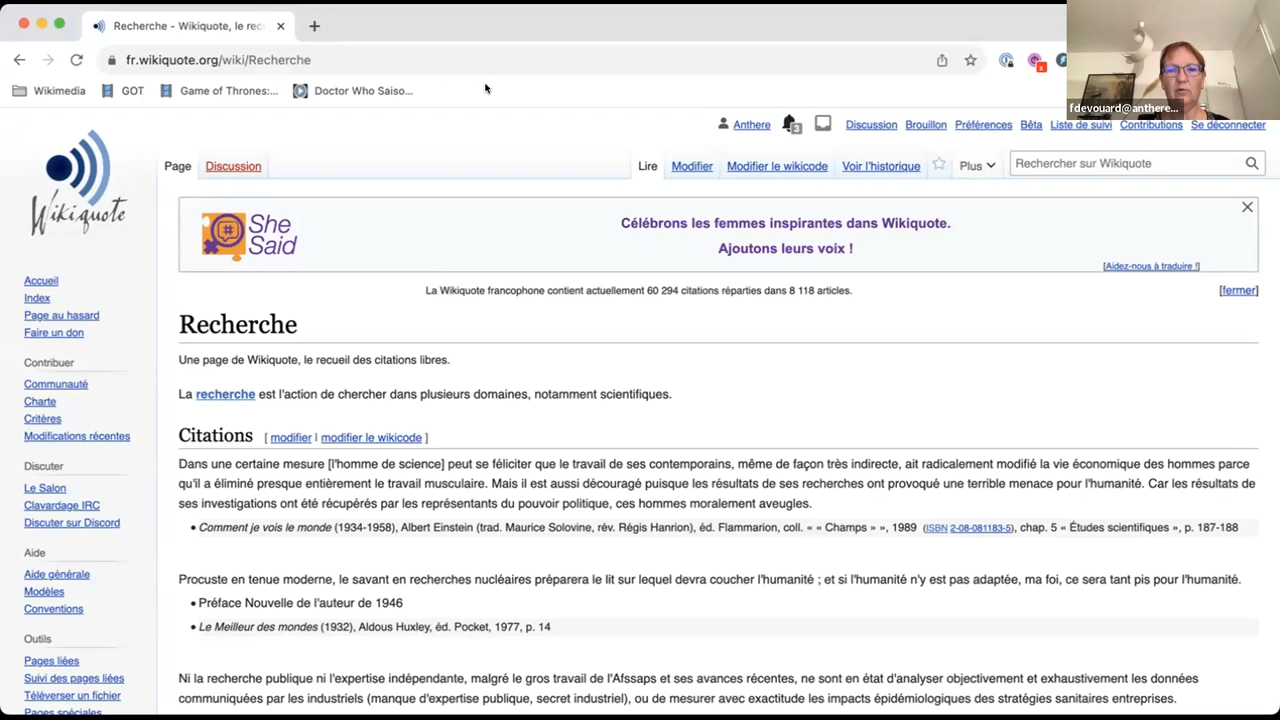 Recherche - Wikiquote, le rec
fr.wikiquote.org/wiki/Recherche
Wikimedia GOT Game of Thrones:... Doctor Who Saiso...
fdevouard@anthere...
Anthere 3 Discussion Brouillon Préférences Bêta Liste de suivi Contributions Se déconnecter
Wikiquote
Page Discussion Lire Modifier Modifier le wikicode Voir l'historique Plus Rechercher sur Wikiquote
# She Said
Célébrons les femmes inspirantes dans Wikiquote.
Ajoutons leurs voix !
[Aidez-nous à traduire !]
La Wikiquote francophone contient actuellement 60 294 citations réparties dans 8 118 articles.
[fermer]
Accueil
Index
Page au hasard
Faire un don
Contribuer
Communauté
Charte
Critères
Modifications récentes
Discuter
Le Salon
Clavardage IRC
Discuter sur Discord
Aide
Aide générale
Modèles
Conventions
Outils
Pages liées
Suivi des pages liées
Téléverser un fichier
Pages spéciales
Recherche
Une page de Wikiquote, le recueil des citations libres.
La recherche est l'action de chercher dans plusieurs domaines, notamment scientifiques.
Citations [ modifier | modifier le wikicode ]
Dans une certaine mesure [l'homme de science] peut se féliciter que le travail de ses contemporains, même de façon très indirecte, ait radicalement modifié la vie économique des hommes parce
qu'il a éliminé presque entièrement le travail musculaire. Mais il est aussi découragé puisque les résultats de ses recherches ont provoqué une terrible menace pour l'humanité. Car les résultats de
ses investigations ont été récupérés par les représentants du pouvoir politique, ces hommes moralement aveugles.
• Comment je vois le monde (1934-1958), Albert Einstein (trad. Maurice Solovine, rév. Régis Hanrion), éd. Flammarion, coll. « « Champs » », 1989 (ISBN 2-08-081183-5), chap. 5 « Études scientifiques », p. 187-188
Procuste en tenue moderne, le savant en recherches nucléaires préparera le lit sur lequel devra coucher l'humanité ; et si l'humanité n'y est pas adaptée, ma foi, ce sera tant pis pour l'humanité.
• Préface Nouvelle de l'auteur de 1946
• Le Meilleur des mondes (1932), Aldous Huxley, éd. Pocket, 1977, p. 14
Ni la recherche publique ni l'expertise indépendante, malgré le gros travail de l'Afssaps et ses avances récentes, ne sont en état d'analyser objectivement et exhaustivement les données
communiquées par les industriels (manque d'expertise publique, secret industriel), ou de mesurer avec exactitude les impacts épidémiologiques des stratégies sanitaires entreprises.